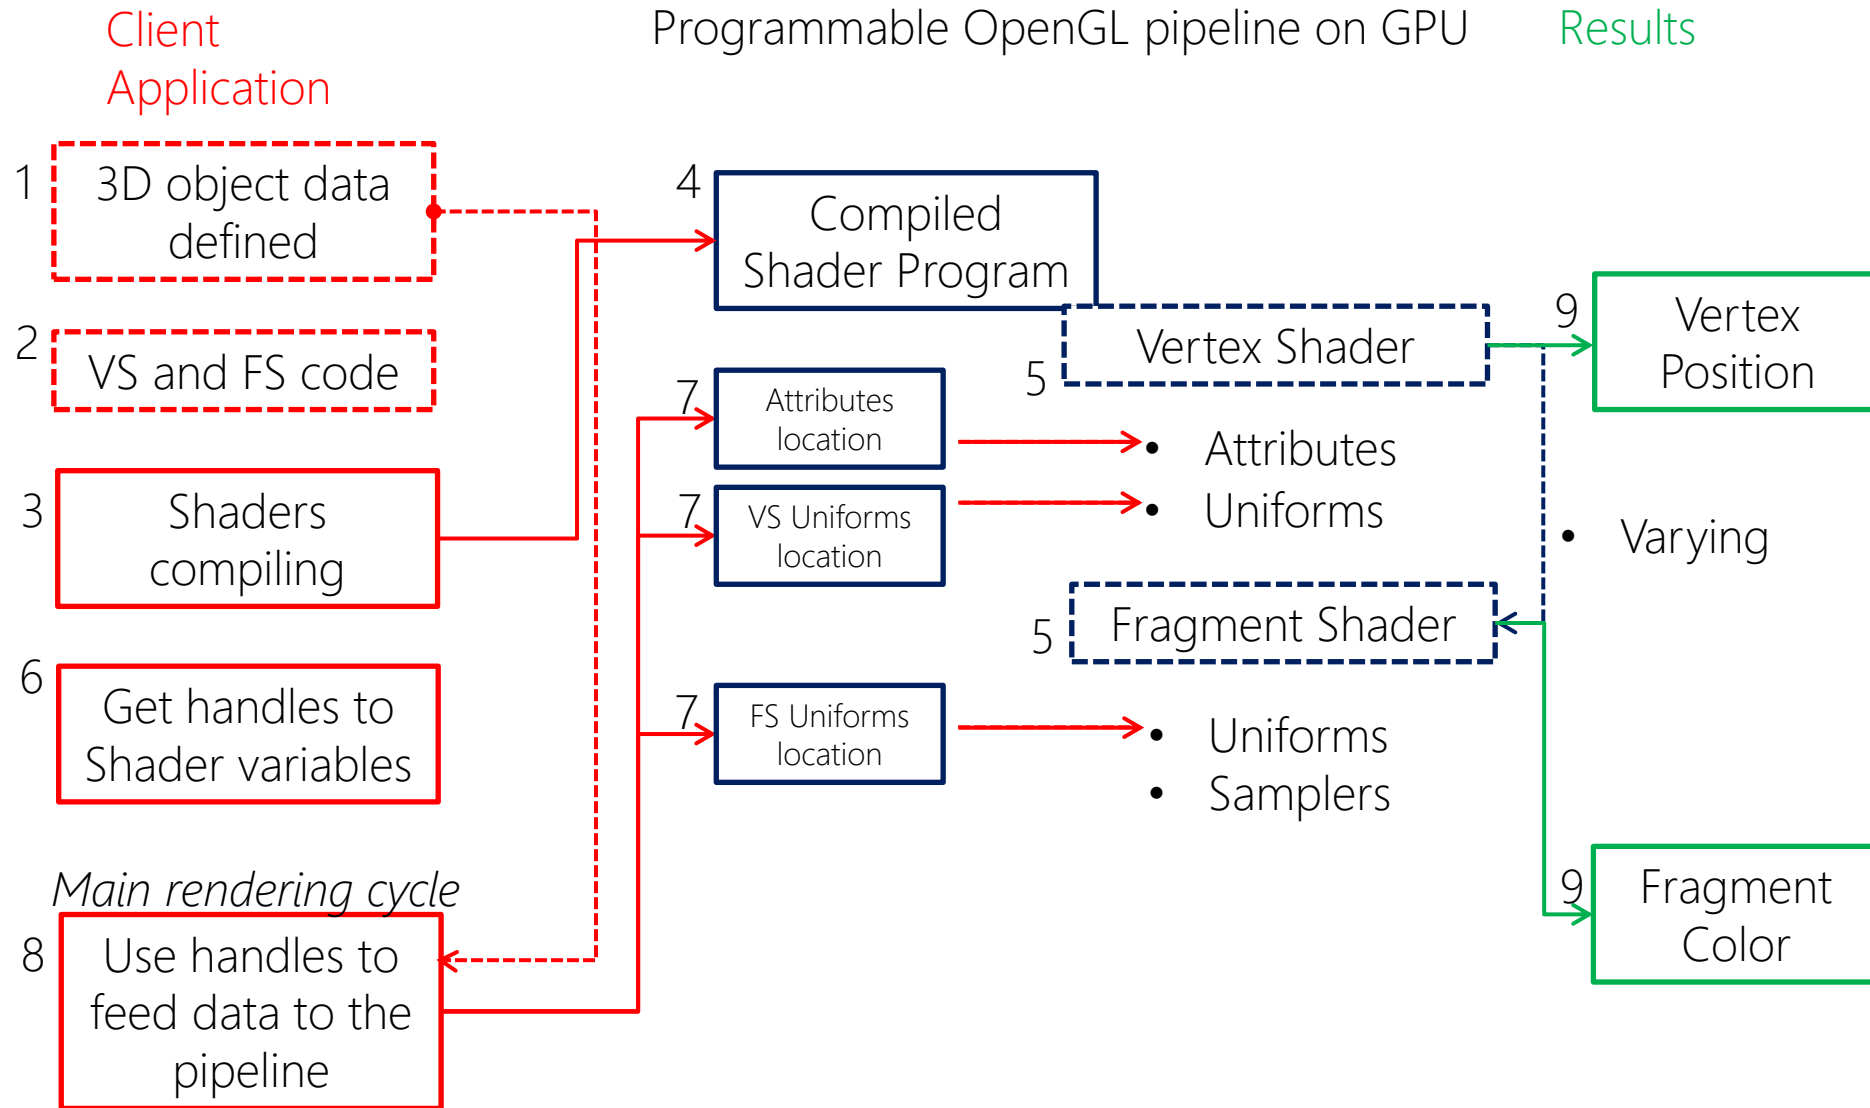 Client
Application
Programmable OpenGL pipeline on GPU
Results
1
3D object data
defined
2
VS and FS code
3
Shaders
compiling
6
Get handles to
Shader variables
Main rendering cycle
8
Use handles to
feed data to the
pipeline
4
Compiled
Shader Program
5
Vertex Shader
7
Attributes
location
• Attributes
7
VS Uniforms
location
• Uniforms
5
Fragment Shader
7
FS Uniforms
location
• Uniforms
• Samplers
9
Vertex
Position
• Varying
9
Fragment
Color